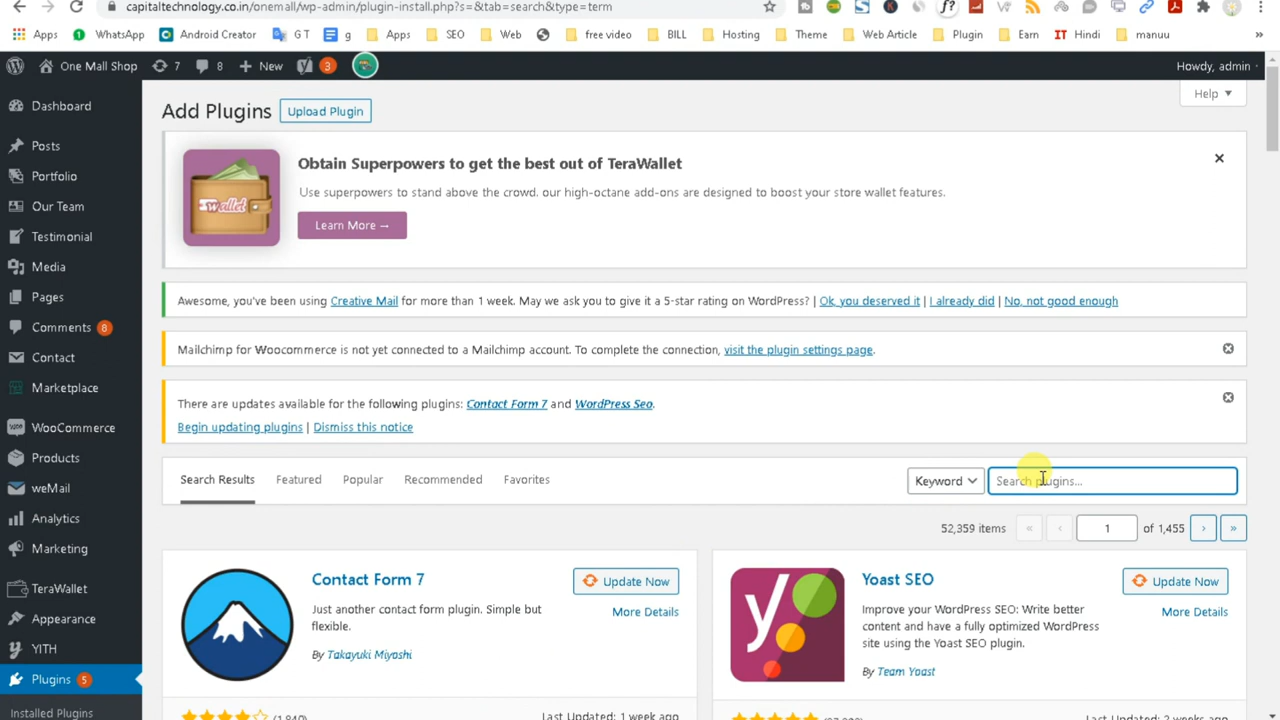 capitaltechnology.co.in/onemall/wp-admin/plugin-install.php?s=&tab=search&type=term
Apps WhatsApp Android Creator G T g Apps SEO Web free video BILL Hosting Theme Web Article Plugin Earn IT Hindi manuu »
One Mall Shop 7 8 + New 3 Howdy, admin
Dashboard
Posts
Portfolio
Our Team
Testimonial
Media
Pages
Comments 8
Contact
Marketplace
WooCommerce
Products
weMail
Analytics
Marketing
TeraWallet
Appearance
YITH
Plugins 5
Installed Plugins
Help ▼
Add Plugins Upload Plugin
wallet
Obtain Superpowers to get the best out of TeraWallet
Use superpowers to stand above the crowd. our high-octane add-ons are designed to boost your store wallet features.
Learn More →
Awesome, you've been using Creative Mail for more than 1 week. May we ask you to give it a 5-star rating on WordPress? | Ok, you deserved it | I already did | No, not good enough
Mailchimp for Woocommerce is not yet connected to a Mailchimp account. To complete the connection, visit the plugin settings page.
There are updates available for the following plugins: Contact Form 7 and WordPress Seo.
Begin updating plugins | Dismiss this notice
Search Results Featured Popular Recommended Favorites Keyword Search plugins...
52,359 items « ‹ 1 of 1,455 › »
Contact Form 7
Update Now
More Details
Just another contact form plugin. Simple but
flexible.
By Takayuki Miyoshi
(1,840)
Last Updated: 1 week ago
y
Yoast SEO
Update Now
More Details
Improve your WordPress SEO: Write better
content and have a fully optimized WordPress
site using the Yoast SEO plugin.
By Team Yoast
Last Updated: 2 weeks ago